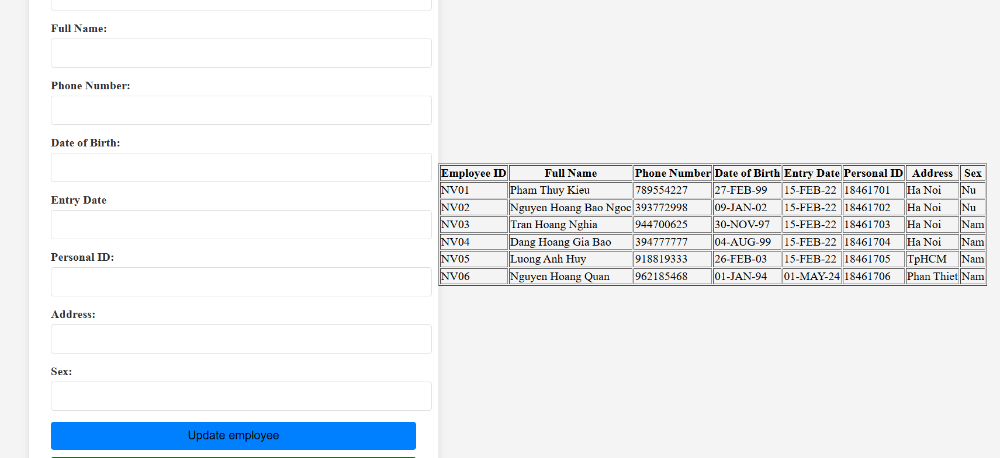 Full Name:
Phone Number:
Date of Birth:
Entry Date
Personal ID:
Address:
Sex:
Update employee
Employee ID Full Name Phone Number Date of Birth Entry Date Personal ID Address Sex
NV01 Pham Thuy Kieu 789554227 27-FEB-99 15-FEB-22 18461701 Ha Noi Nu
NV02 Nguyen Hoang Bao Ngoc 393772998 09-JAN-02 15-FEB-22 18461702 Ha Noi Nu
NV03 Tran Hoang Nghia 944700625 30-NOV-97 15-FEB-22 18461703 Ha Noi Nam
NV04 Dang Hoang Gia Bao 394777777 04-AUG-99 15-FEB-22 18461704 Ha Noi Nam
NV05 Luong Anh Huy 918819333 26-FEB-03 15-FEB-22 18461705 TpHCM Nam
NV06 Nguyen Hoang Quan 962185468 01-JAN-94 01-MAY-24 18461706 Phan Thiet Nam